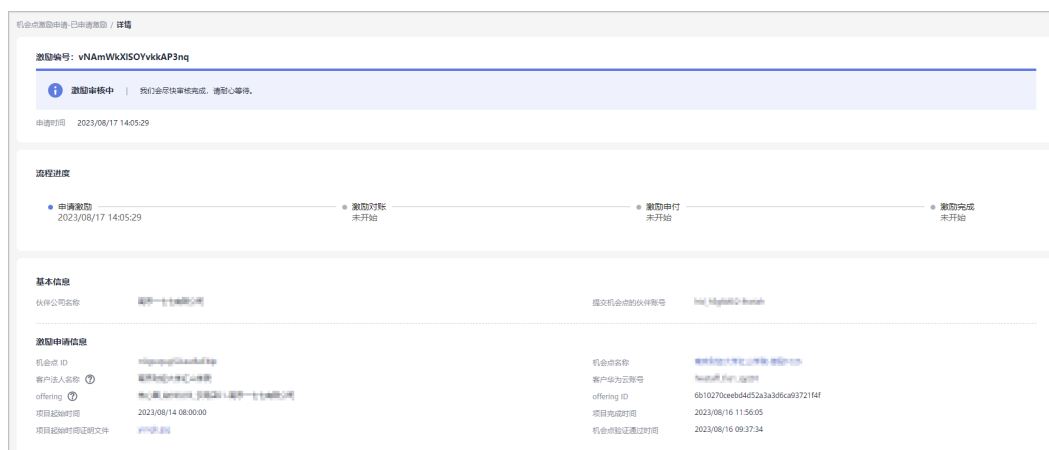 机会点激励申请-已申请激励 / 详情
激励编号：vNAmWkXlSOYvkkAP3nq
激励审核中 | 我们会尽快审核完成，请耐心等待。
申请时间 2023/08/17 14:05:29
流程进度
申请激励 激励对账 激励申付 激励完成
2023/08/17 14:05:29 未开始 未开始 未开始
基本信息
伙伴公司名称 提交机会点的伙伴账号
激励申请信息
机会点 ID 机会点名称
客户法人名称 客户华为云账号
offering offering ID 6b10270ceebd4d52a3a3d6ca93721f4f
项目起始时间 2023/08/14 08:00:00 项目完成时间 2023/08/16 11:56:05
项目起始时间证明文件 机会点验证通过时间 2023/08/16 09:37:34